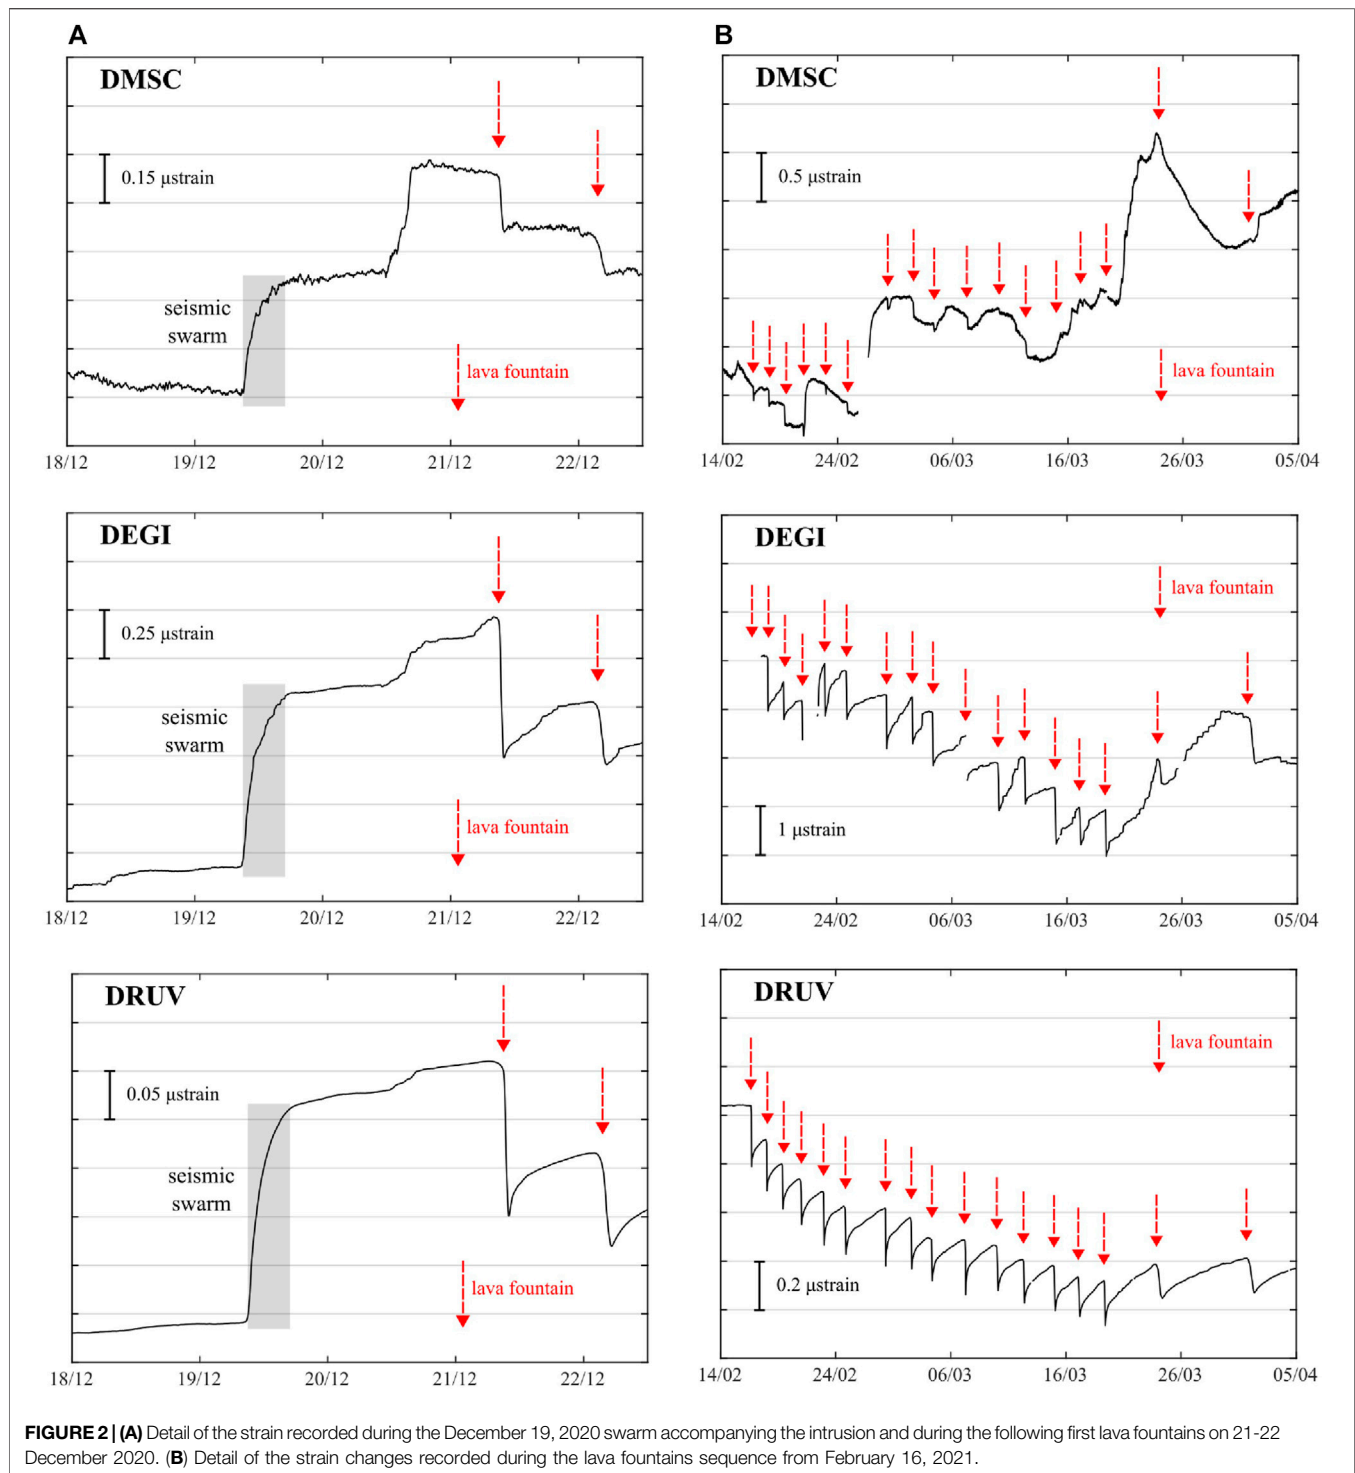 A
DMSC
0.15 µstrain
seismic
swarm
lava fountain
18/12 19/12 20/12 21/12 22/12
DEGI
0.25 µstrain
seismic
swarm
lava fountain
18/12 19/12 20/12 21/12 22/12
DRUV
0.05 µstrain
seismic
swarm
lava fountain
18/12 19/12 20/12 21/12 22/12
B
DMSC
0.5 µstrain
lava fountain
14/02 24/02 06/03 16/03 26/03 05/04
DEGI
lava fountain
1 µstrain
14/02 24/02 06/03 16/03 26/03 05/04
DRUV
lava fountain
0.2 µstrain
14/02 24/02 06/03 16/03 26/03 05/04
FIGURE 2 | (A) Detail of the strain recorded during the December 19, 2020 swarm accompanying the intrusion and during the following first lava fountains on 21-22
December 2020. (B) Detail of the strain changes recorded during the lava fountains sequence from February 16, 2021.